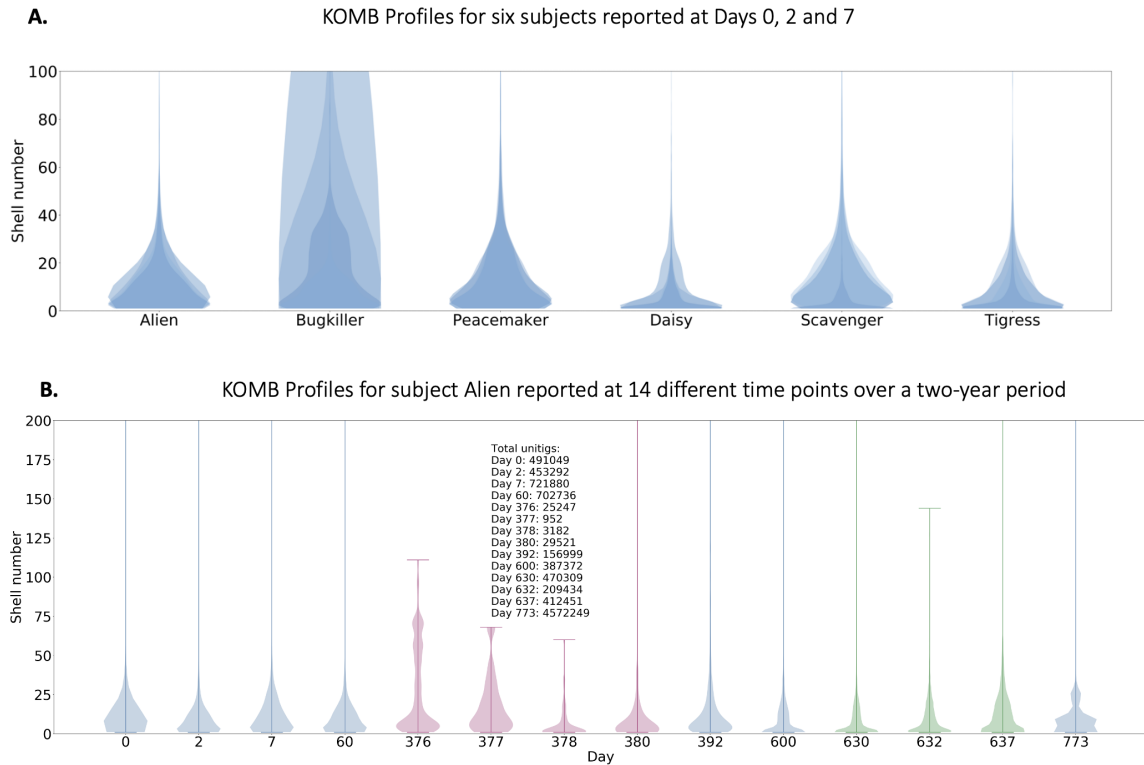 A.
KOMB Profiles for six subjects reported at Days 0, 2 and 7
100
80
60
40
20
0
Shell number
Alien Bugkiller Peacemaker Daisy Scavenger Tigress
B.
KOMB Profiles for subject Alien reported at 14 different time points over a two-year period
200
175
150
125
100
75
50
25
0
Shell number
Total unitigs:
Day 0: 491049
Day 2: 453292
Day 7: 721880
Day 60: 702736
Day 376: 25247
Day 377: 952
Day 378: 3182
Day 380: 29521
Day 392: 156999
Day 600: 387372
Day 630: 470309
Day 632: 209434
Day 637: 412451
Day 773: 4572249
0 2 7 60 376 377 378 380 392 600 630 632 637 773
Day